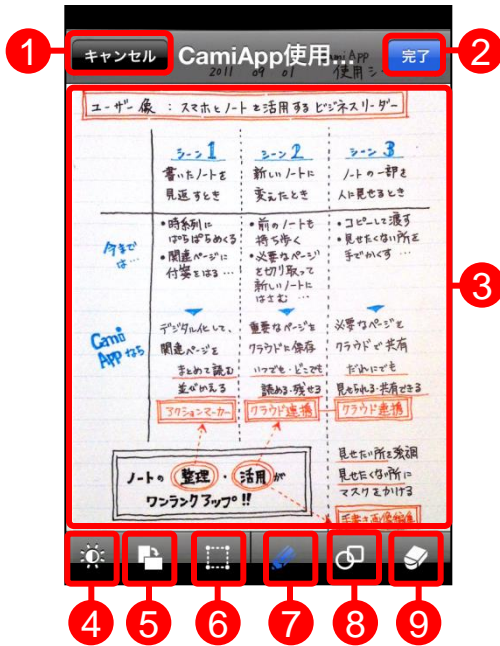 1
キャンセル
CamiApp使用...
完了
2
2011 09 01
使用シー
ユーザー像 : スマホとノートを活用するビジネスリーダー
3
シーン1
書いたノートを
見返すとき
シーン2
新しいノートに
変えたとき
シーン3
ノートの一部を
人に見せるとき
今まで
は…
・時系列に
ぱらぱらめくる
・関連ページに
付箋をはる…
・前のノートも
持ち歩く
・必要なページ
を切り取って
新しいノートに
はさむ…
・コピーして渡す
・見せたくない所を
手でかくす…
Cami
Appなら
デジタル化して、
関連ページを
まとめて読む
並びかえる
アクションマーカー
重要なページを
クラウドに保存
いつでも・どこでも
読める・残せる
クラウド連携
必要なページを
クラウドで共有
だれにでも
見せられる・共有できる
クラウド連携
ノートの 整理 ・ 活用 が
ワンランクアップ!!
見せたい所を強調
見せたくない所に
マスクをかける
手書き画像編集
4
5
6
7
8
9